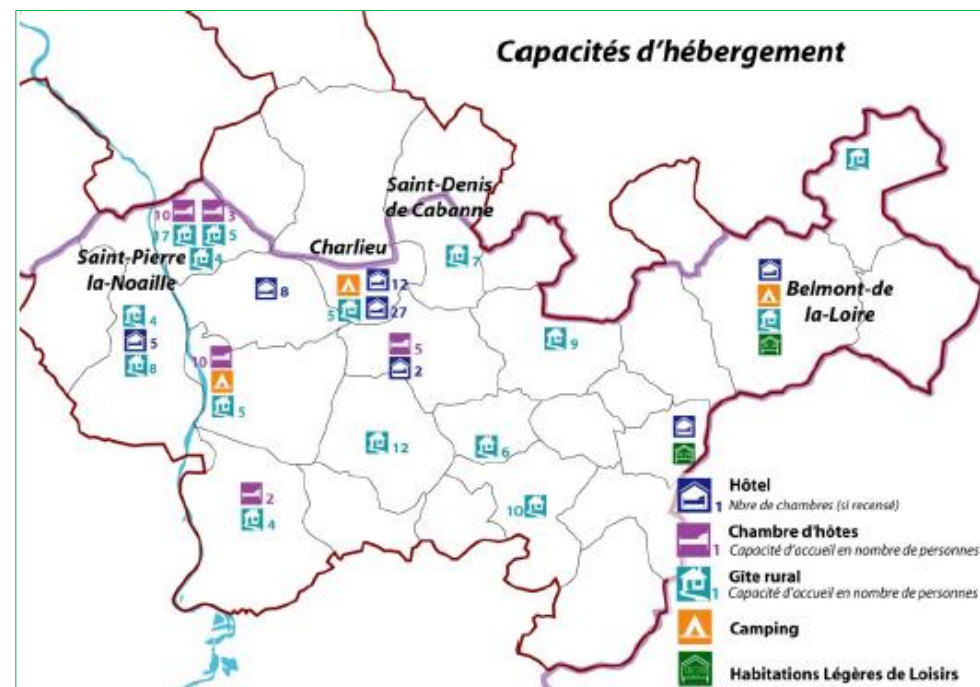 Capacités d'hébergement
Saint-Denis
de Cabanne
10 3
17 5
4
Charlieu
Saint-Pierre
la-Noaille
7
8
12
5 27
Belmont-de
la-Loire
4
5
8
9
5
2
10
5
12
6
2
4
10
Hôtel
1 Nbre de chambres (si recensé)
Chambre d'hôtes
1 Capacité d'accueil en nombre de personnes
Gîte rural
1 Capacité d'accueil en nombre de personnes
Camping
Habitations Légères de Loisirs